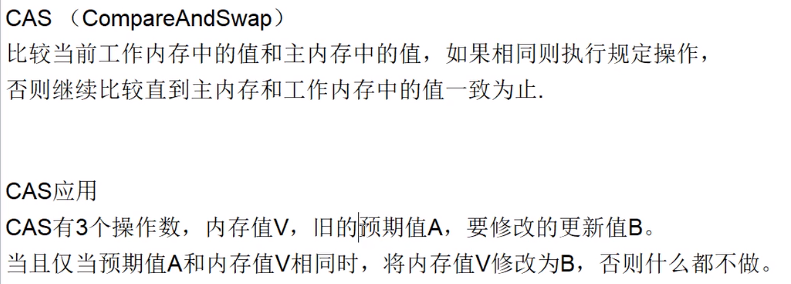 CAS （CompareAndSwap）
比较当前工作内存中的值和主内存中的值，如果相同则执行规定操作，
否则继续比较直到主内存和工作内存中的值一致为止.
CAS应用
CAS有3个操作数，内存值V，旧的预期值A，要修改的更新值B。
当且仅当预期值A和内存值V相同时，将内存值V修改为B，否则什么都不做。